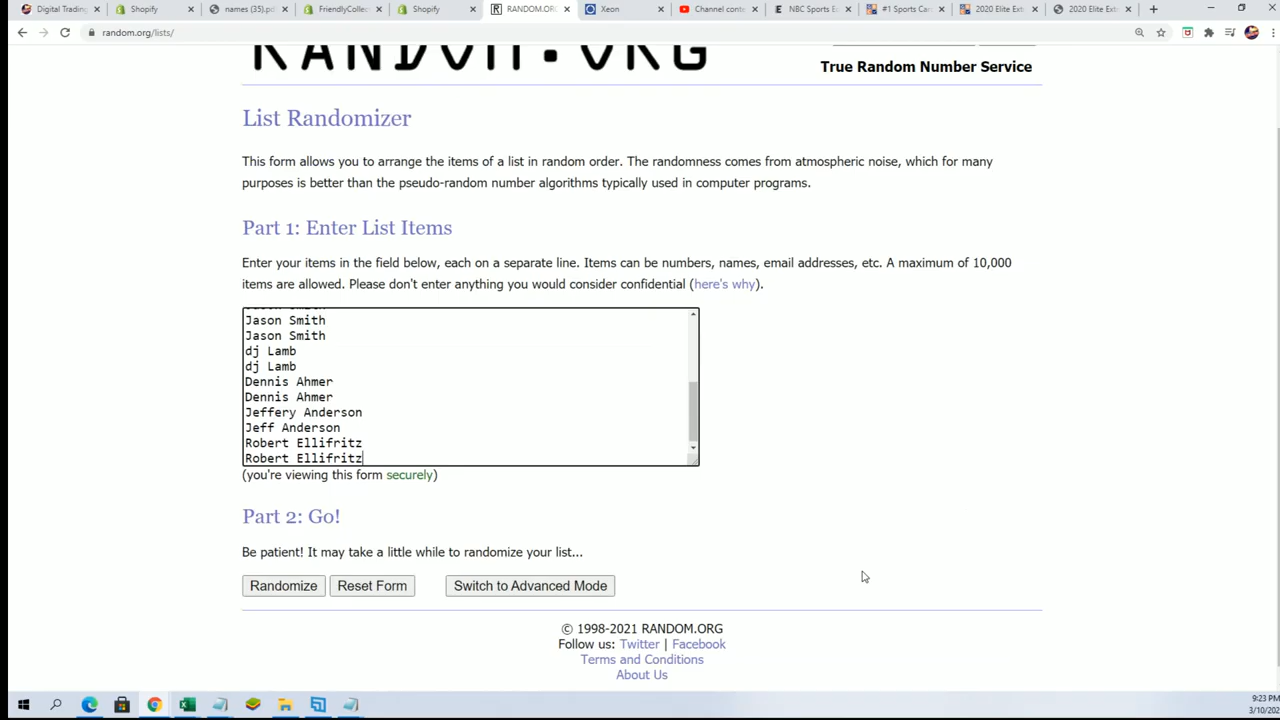 Digital Trading
Shopify
names (35).pd
FriendlyCollec
Shopify
RANDOM.ORG
Xeon
Channel conte
NBC Sports E
#1 Sports Car
2020 Elite Ext
2020 Elite Ext
random.org/lists/
RANDOM.ORG
True Random Number Service
List Randomizer
This form allows you to arrange the items of a list in random order. The randomness comes from atmospheric noise, which for many
purposes is better than the pseudo-random number algorithms typically used in computer programs.
Part 1: Enter List Items
Enter your items in the field below, each on a separate line. Items can be numbers, names, email addresses, etc. A maximum of 10,000
items are allowed. Please don't enter anything you would consider confidential (here's why).
Jason Smith
Jason Smith
dj Lamb
dj Lamb
Dennis Ahmer
Dennis Ahmer
Jeffery Anderson
Jeff Anderson
Robert Ellifritz
Robert Ellifritz
(you're viewing this form securely)
Part 2: Go!
Be patient! It may take a little while to randomize your list...
Randomize Reset Form Switch to Advanced Mode
© 1998-2021 RANDOM.ORG
Follow us: Twitter | Facebook
Terms and Conditions
About Us
9:23 PM
3/10/202